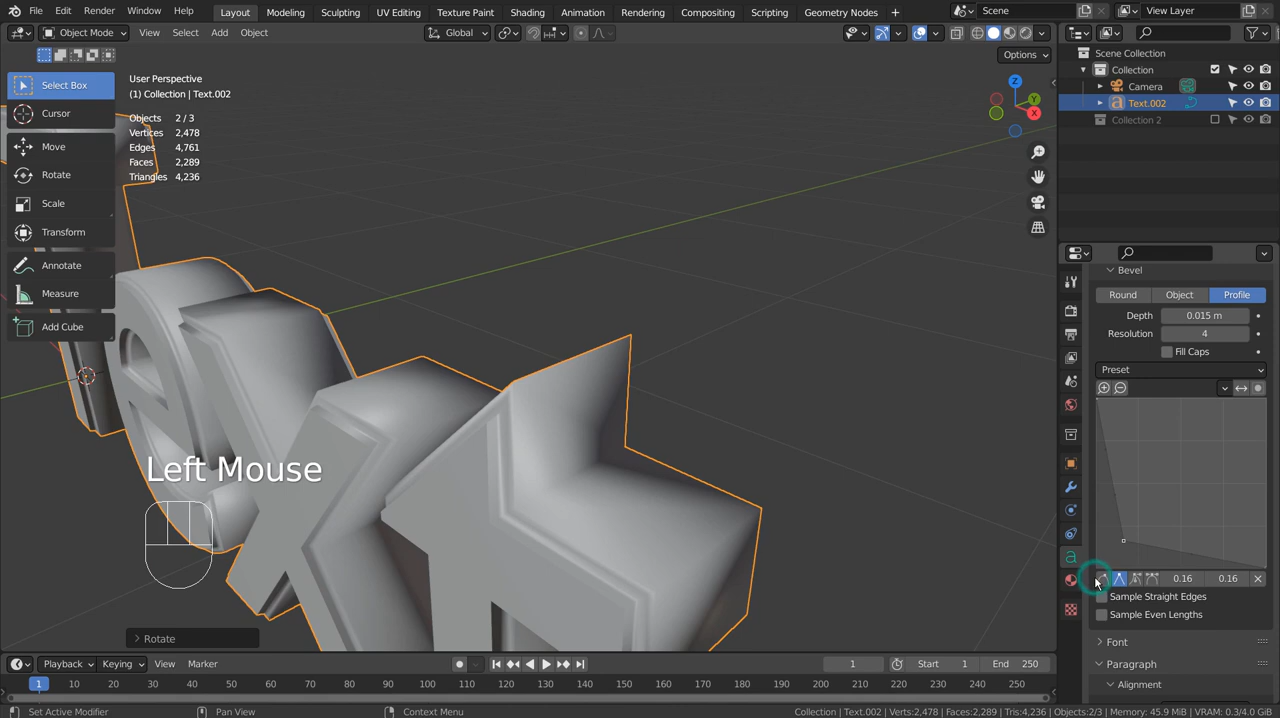 File Edit Render Window Help Layout Modeling Sculpting UV Editing Texture Paint Shading Animation Rendering Compositing Scripting Geometry Nodes + Scene View Layer
Object Mode View Select Add Object Global
Options
Select Box
Cursor
Move
Rotate
Scale
Transform
Annotate
Measure
Add Cube
User Perspective
(1) Collection | Text.002
Objects 2 / 3
Vertices 2,478
Edges 4,761
Faces 2,289
Triangles 4,236
Z
Y
X
Left Mouse
Rotate
Scene Collection
Collection
Camera
Text.002
Collection 2
Bevel
Round Object Profile
Depth 0.015 m
Resolution 4
Fill Caps
Preset
0.16 0.16
Sample Straight Edges
Sample Even Lengths
Font
Paragraph
Alignment
Playback Keying View Marker 1 Start 1 End 250
1 10 20 30 40 50 60 70 80 90 100 110 120 130 140 150 160 170 180 190 200 210 220 230 240 250
Set Active Modifier Pan View Context Menu Collection | Text.002 | Verts:2,478 | Faces:2,289 | Tris:4,236 | Objects:2/3 | Memory: 45.9 MiB | VRAM: 0.3/4.0 GiB